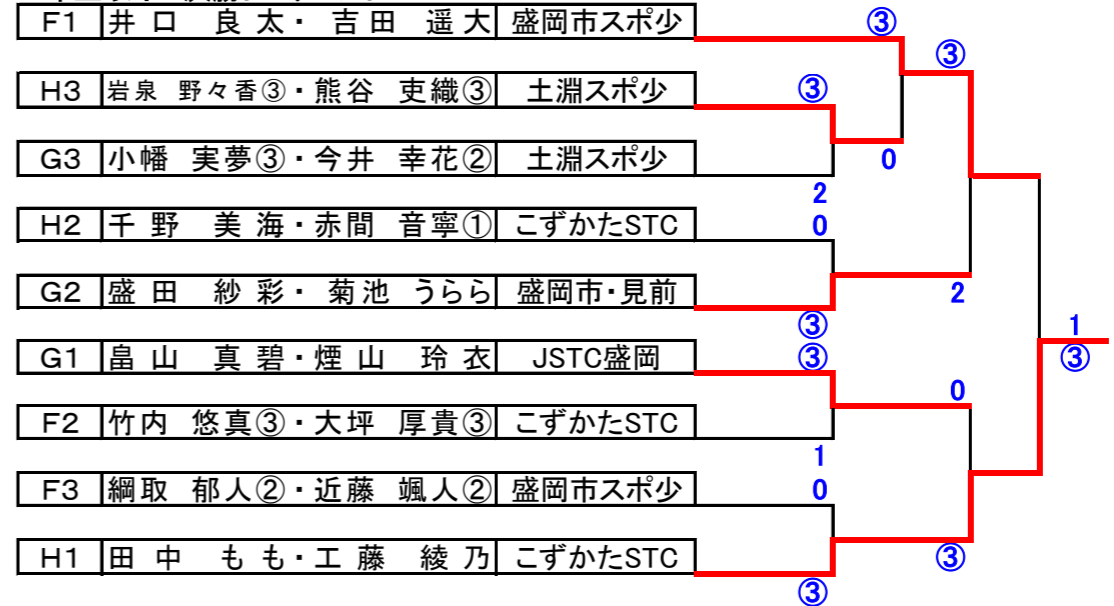 F1 井口 良太・ 吉田 遥大 盛岡市スポ少 ③
③
H3 岩泉 野々香③・熊谷 吏織③ 土淵スポ少 ③
G3 小幡 実夢③・今井 幸花② 土淵スポ少 0
2
H2 千野 美海・赤間 音寧① こずかたSTC 0
G2 盛田 紗彩・ 菊池 うらら 盛岡市・見前 2
③
1
G1 畠山 真碧・煙山 玲衣 JSTC盛岡 ③
③
0
F2 竹内 悠真③・大坪 厚貴③ こずかたSTC
1
F3 綱取 郁人②・近藤 颯人② 盛岡市スポ少 0
H1 田中 もも・工藤 綾乃 こずかたSTC ③
③